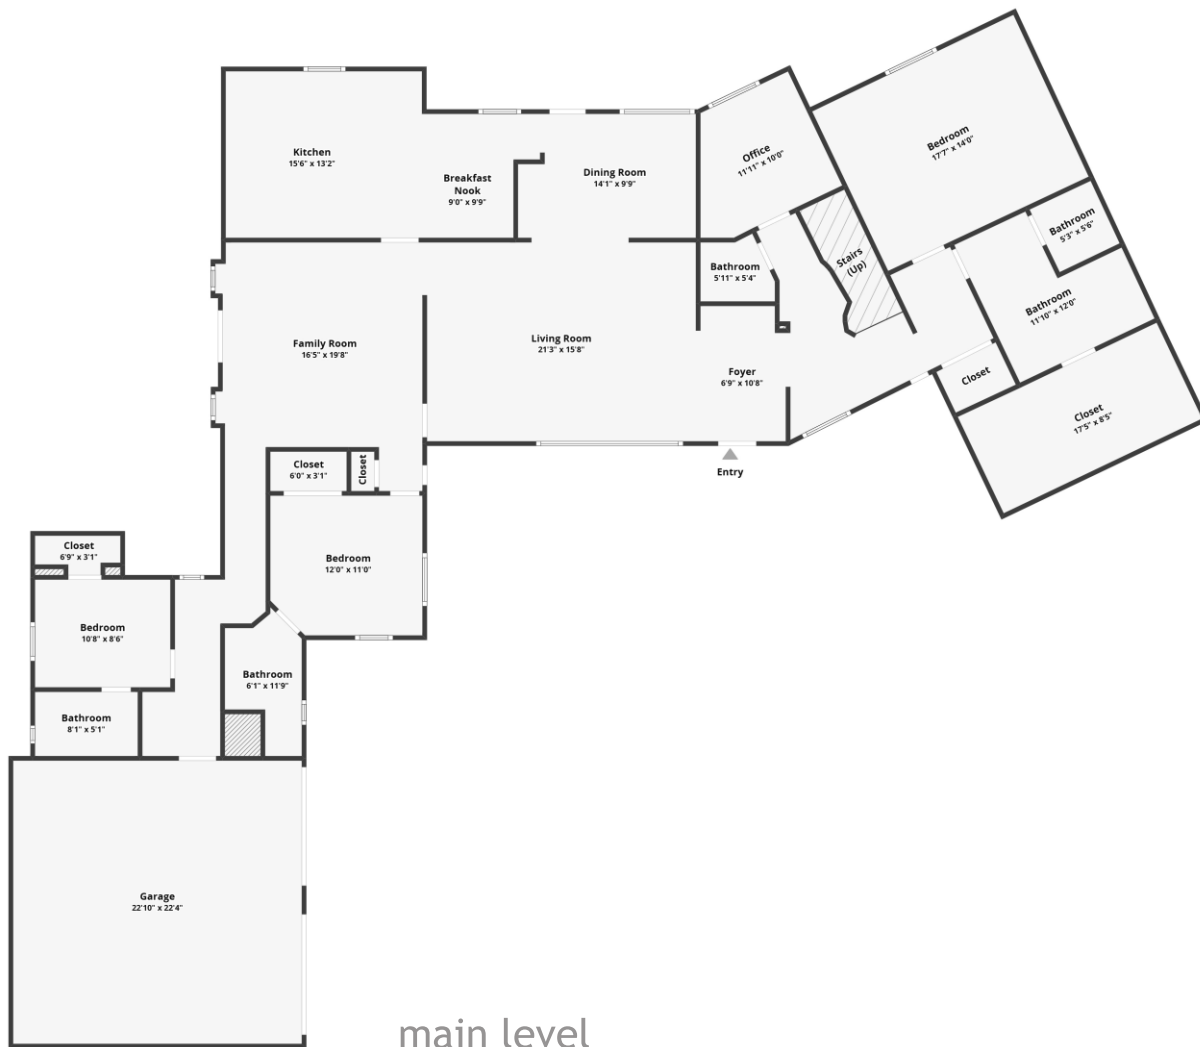 Kitchen
15'6" x 13'2"
Breakfast
Nook
9'0" x 9'9"
Dining Room
14'1" x 9'9"
Office
11'11" x 10'0"
Bedroom
17'7" x 14'0"
Bathroom
5'3" x 5'6"
Bathroom
5'11" x 5'4"
Stairs
(Up)
Bathroom
11'10" x 12'0"
Family Room
16'5" x 19'8"
Living Room
21'3" x 15'8"
Foyer
6'9" x 10'8"
Closet
Closet
17'5" x 8'5"
Entry
Closet
6'0" x 3'1"
Closet
Closet
6'9" x 3'1"
Bedroom
12'0" x 11'0"
Bedroom
10'8" x 8'6"
Bathroom
6'1" x 11'9"
Bathroom
8'1" x 5'1"
Garage
22'10" x 22'4"
main level